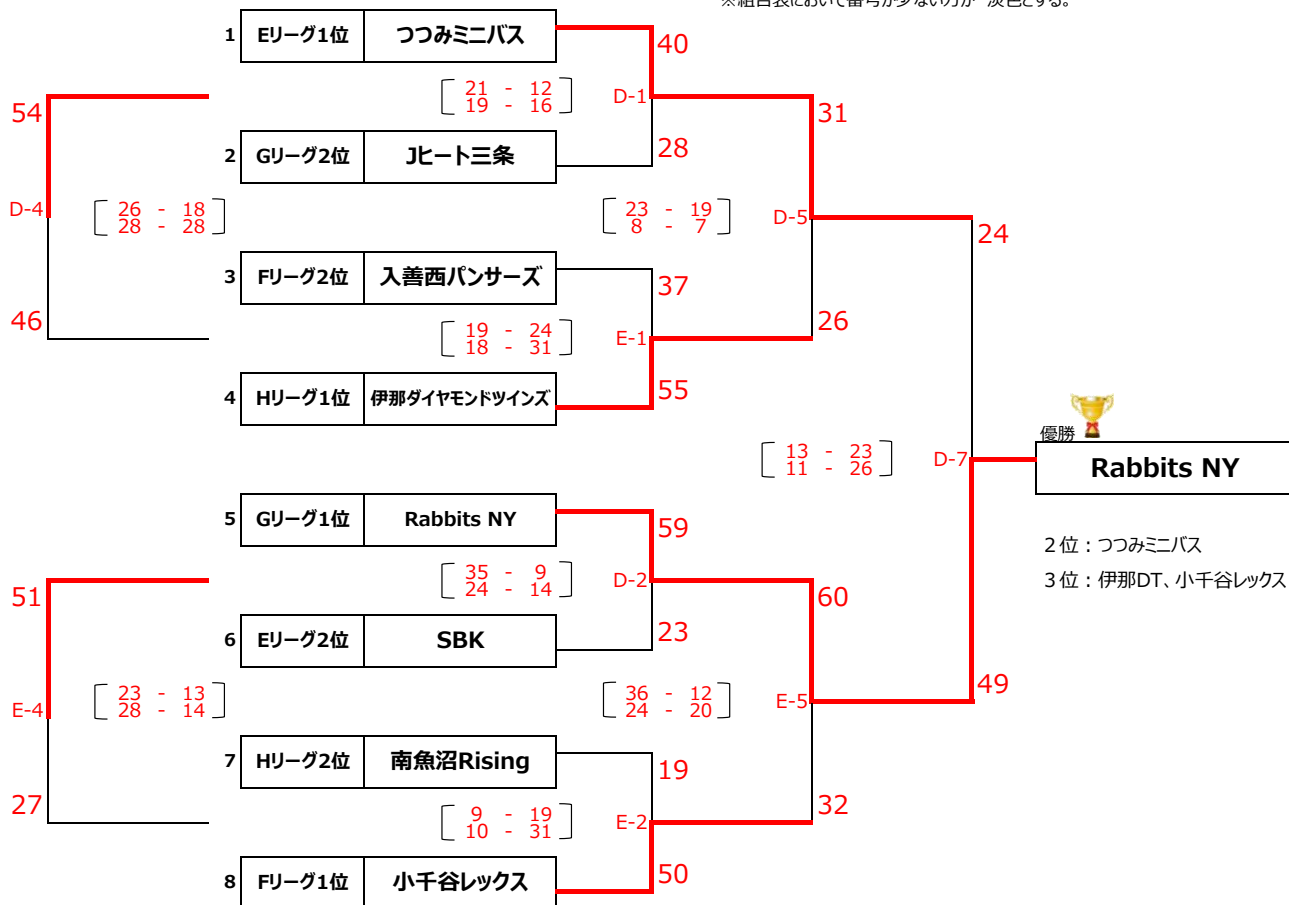 ※組合表において番号が少ない方が 淡色とする。
1 Eリーグ1位 つつみミニバス
40
21 - 12
19 - 16
D-1
54
31
2 Gリーグ2位 Jヒート三条
28
D-4
26 - 18
28 - 28
23 - 19
8 - 7
D-5
24
3 Fリーグ2位 入善西パンサーズ
37
46
19 - 24
18 - 31
E-1
26
4 Hリーグ1位 伊那ダイヤモンドツインズ
55
優勝
13 - 23
11 - 26
D-7
Rabbits NY
5 Gリーグ1位 Rabbits NY
59
2位:つつみミニバス
3位:伊那DT、小千谷レックス
35 - 9
24 - 14
D-2
51
60
6 Eリーグ2位 SBK
23
E-4
23 - 13
28 - 14
36 - 12
24 - 20
E-5
49
7 Hリーグ2位 南魚沼Rising
19
27
9 - 19
10 - 31
E-2
32
8 Fリーグ1位 小千谷レックス
50